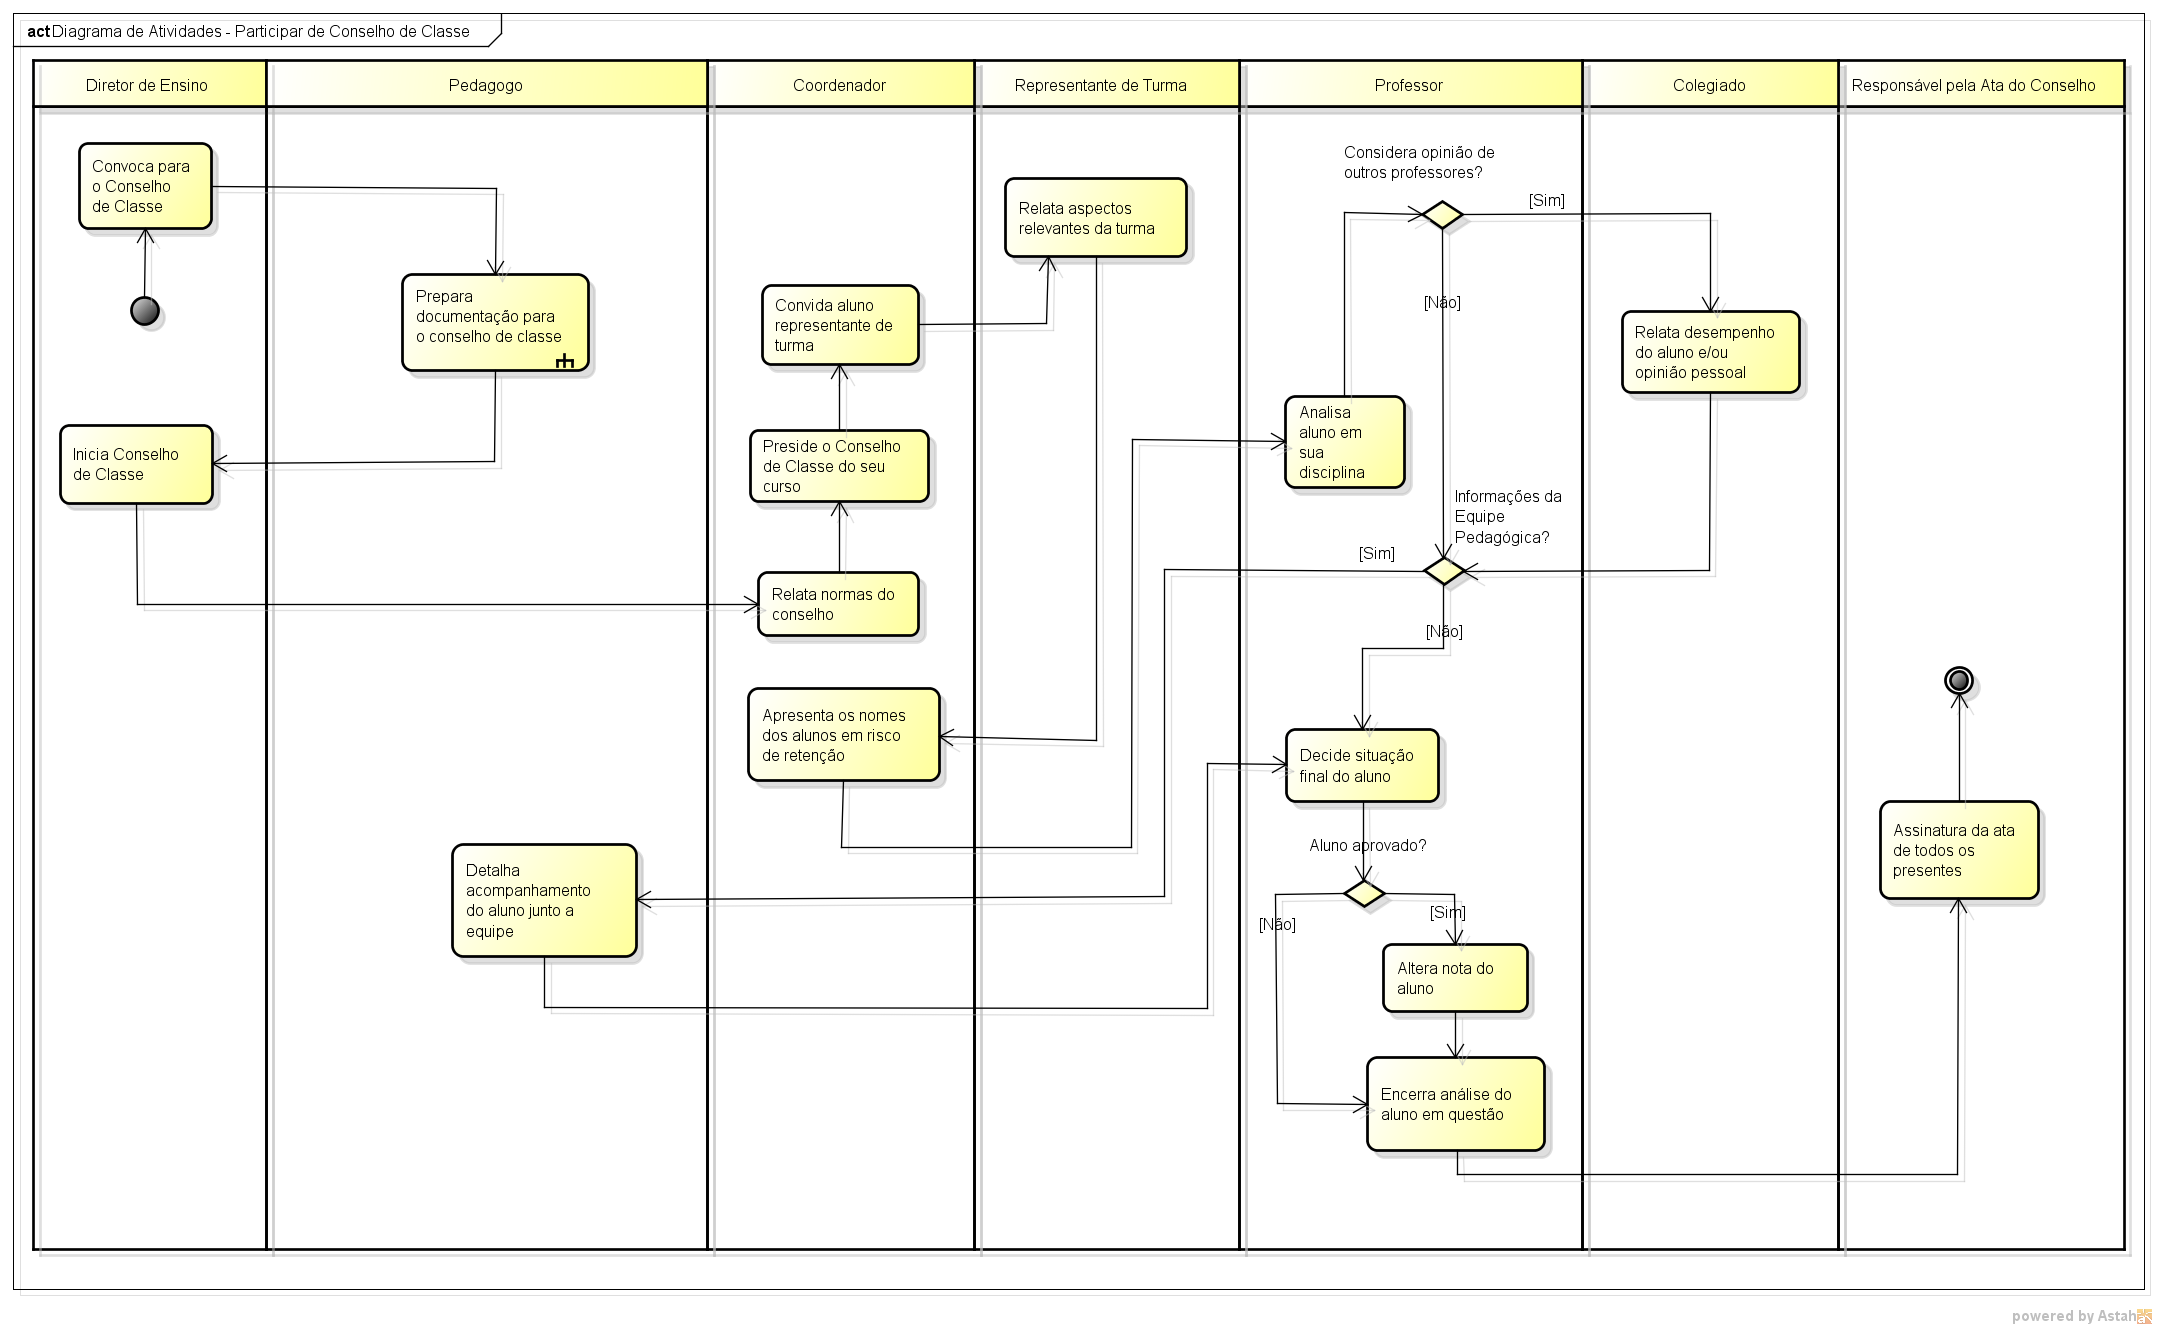 act Diagrama de Atividades - Participar de Conselho de Classe
Diretor de Ensino
Pedagogo
Coordenador
Representante de Turma
Professor
Colegiado
Responsável pela Ata do Conselho
Convoca para
o Conselho
de Classe
Prepara
documentação para
o conselho de classe
Inicia Conselho
de Classe
Relata normas do
conselho
Preside o Conselho
de Classe do seu
curso
Convida aluno
representante de
turma
Relata aspectos
relevantes da turma
Apresenta os nomes
dos alunos em risco
de retenção
Analisa
aluno em
sua
disciplina
Considera opinião de
outros professores?
[Sim]
[Não]
Relata desempenho
do aluno e/ou
opinião pessoal
Informações da
Equipe
Pedagógica?
[Sim]
[Não]
Detalha
acompanhamento
do aluno junto a
equipe
Decide situação
final do aluno
Aluno aprovado?
[Sim]
[Não]
Altera nota do
aluno
Encerra análise do
aluno em questão
Assinatura da ata
de todos os
presentes
powered by Astah